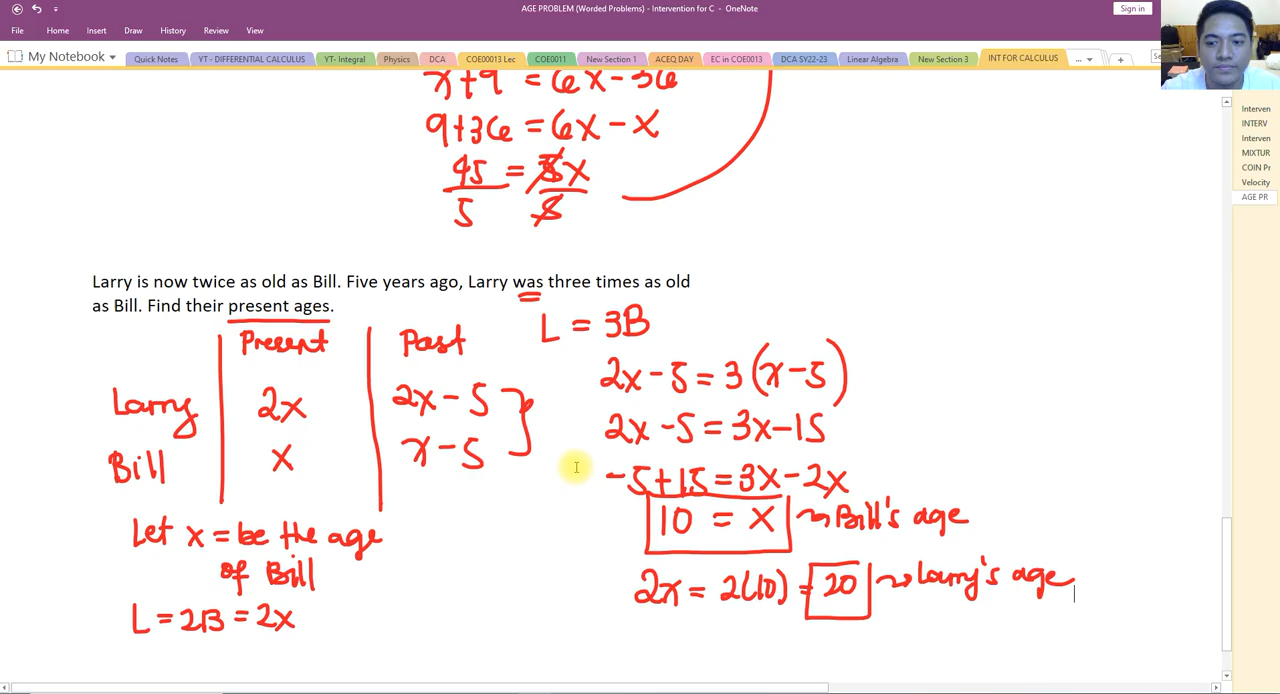 AGE PROBLEM (Worded Problems) - Intervention for C - OneNote
Sign in
File Home Insert Draw History Review View
My Notebook
Quick Notes YT - DIFFERENTIAL CALCULUS YT- Integral Physics DCA COE00013 Lec COE0011 New Section 1 ACEQ DAY EC in COE0013 DCA SY22-23 Linear Algebra New Section 3 INT FOR CALCULUS ...
Interven
INTERV
Interven
MIXTUR
COIN Pr
Velocity
AGE PR
x+9 = 6x-36
9+36 = 6x - x
45 = 5x
5 5
Larry is now twice as old as Bill. Five years ago, Larry was three times as old
as Bill. Find their present ages.
Present Past
Larry 2x 2x-5
Bill x x-5
Let x = be the age
of Bill
L = 2B = 2x
L = 3B
2x-5 = 3(x-5)
2x-5 = 3x-15
-5+15 = 3x-2x
10 = x Bill's age
2x = 2(10) = 20 Larry's age